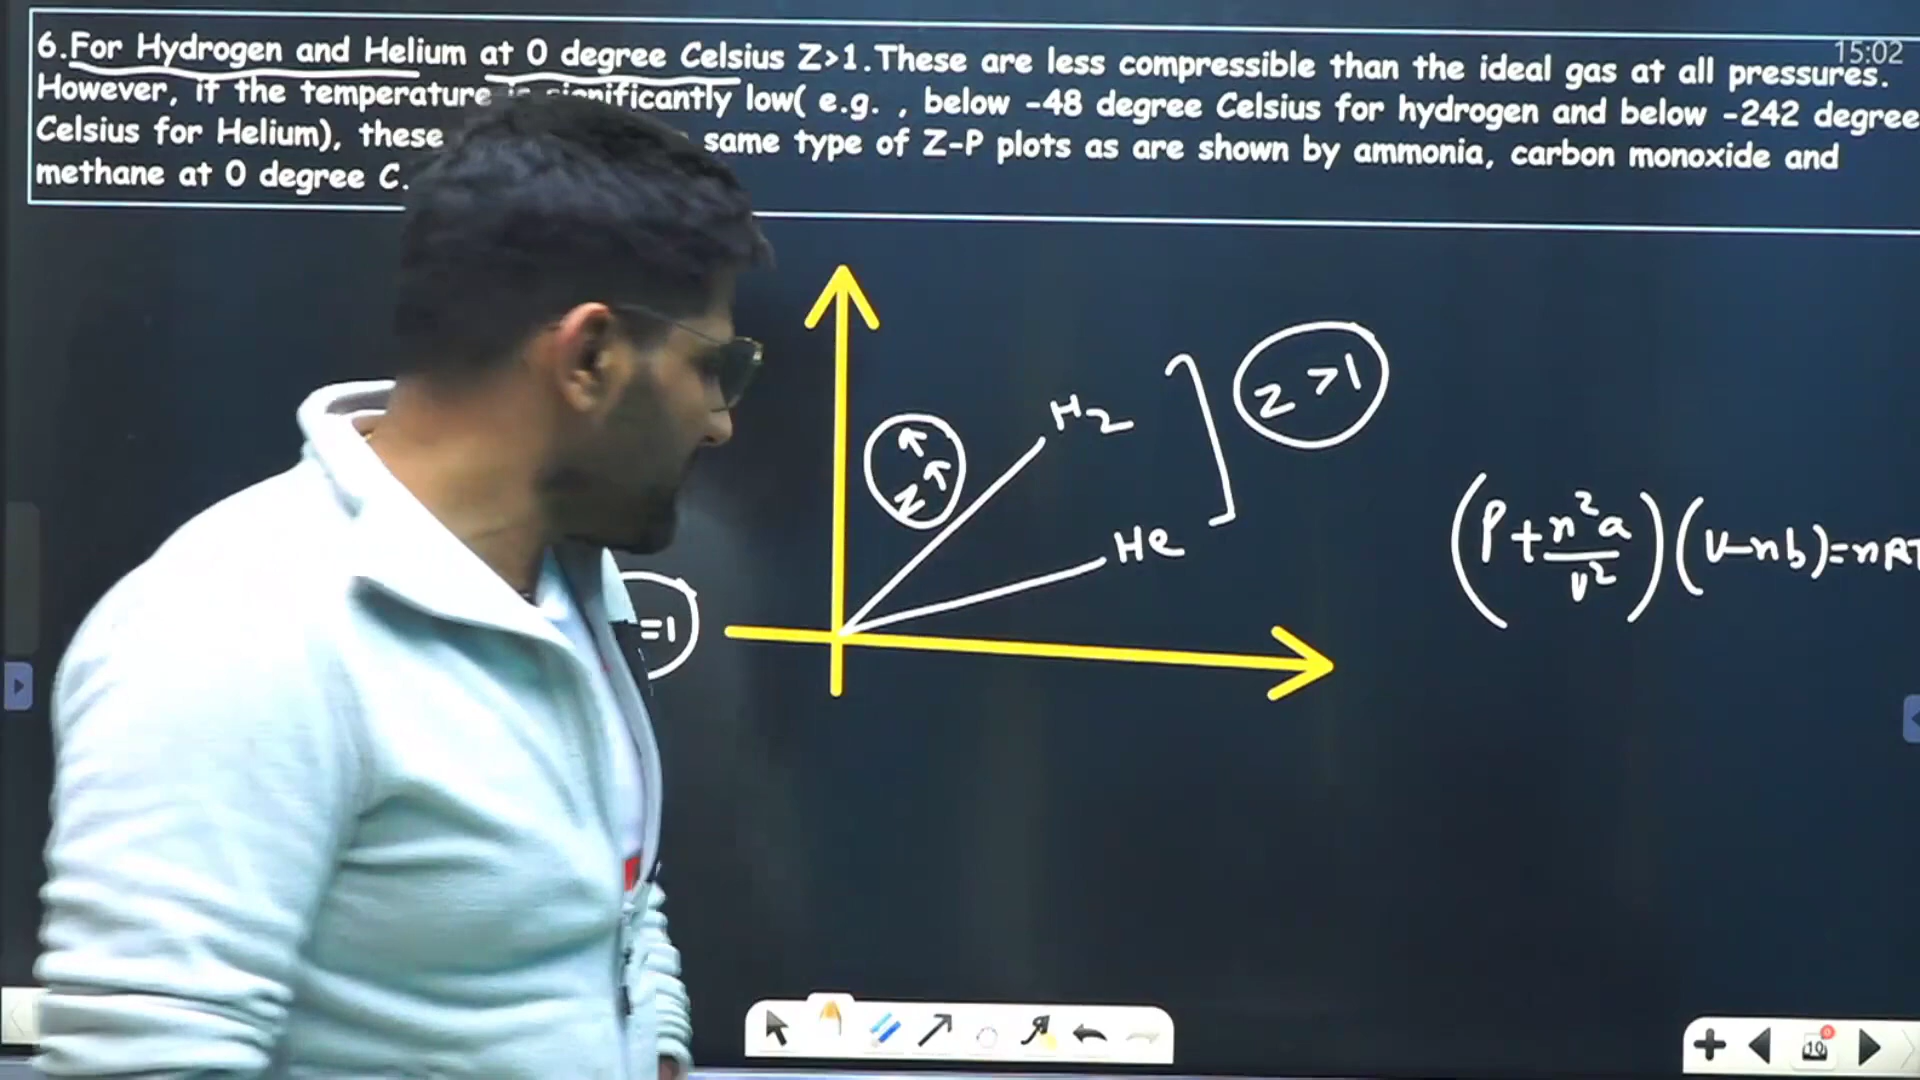 15:02
6.For Hydrogen and Helium at 0 degree Celsius Z>1.These are less compressible than the ideal gas at all pressures.
However, if the temperature is significantly low( e.g. , below -48 degree Celsius for hydrogen and below -242 degree
Celsius for Helium), these same type of Z-P plots as are shown by ammonia, carbon monoxide and
methane at 0 degree C.
Z >1
H2
Z↑↑
He
(P+n²a/v²)(v-nb)=nRT
=1
10